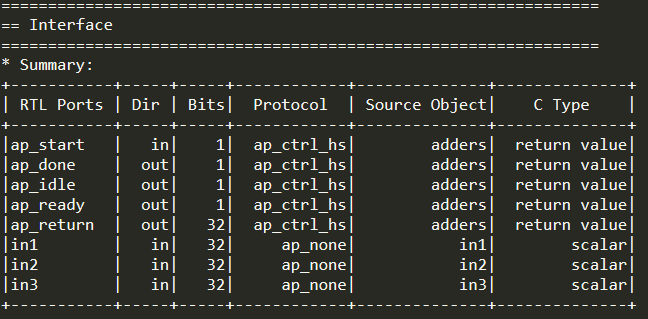 ================================================================
== Interface
================================================================
* Summary:
+-----------+-----+-----+------------+--------------+--------------+
| RTL Ports | Dir | Bits|  Protocol  | Source Object|    C Type    |
+-----------+-----+-----+------------+--------------+--------------+
|ap_start   |   in|    1| ap_ctrl_hs|        adders|  return value|
|ap_done    |  out|    1| ap_ctrl_hs|        adders|  return value|
|ap_idle    |  out|    1| ap_ctrl_hs|        adders|  return value|
|ap_ready   |  out|    1| ap_ctrl_hs|        adders|  return value|
|ap_return  |  out|   32| ap_ctrl_hs|        adders|  return value|
|in1        |   in|   32|    ap_none|           in1|        scalar|
|in2        |   in|   32|    ap_none|           in2|        scalar|
|in3        |   in|   32|    ap_none|           in3|        scalar|
+-----------+-----+-----+------------+--------------+--------------+